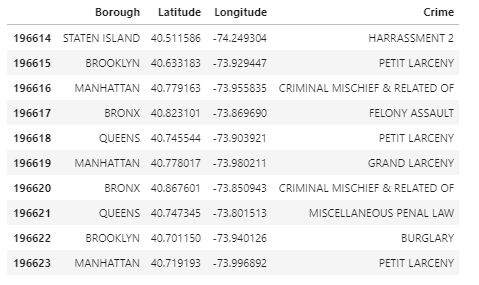 Borough Latitude Longitude Crime
196614 STATEN ISLAND 40.511586 -74.249304 HARRASSMENT 2
196615 BROOKLYN 40.633183 -73.929447 PETIT LARCENY
196616 MANHATTAN 40.779163 -73.955835 CRIMINAL MISCHIEF & RELATED OF
196617 BRONX 40.823101 -73.869690 FELONY ASSAULT
196618 QUEENS 40.745544 -73.903921 PETIT LARCENY
196619 MANHATTAN 40.778017 -73.980211 GRAND LARCENY
196620 BRONX 40.867601 -73.850943 CRIMINAL MISCHIEF & RELATED OF
196621 QUEENS 40.747345 -73.801513 MISCELLANEOUS PENAL LAW
196622 BROOKLYN 40.701150 -73.940126 BURGLARY
196623 MANHATTAN 40.719193 -73.996892 PETIT LARCENY